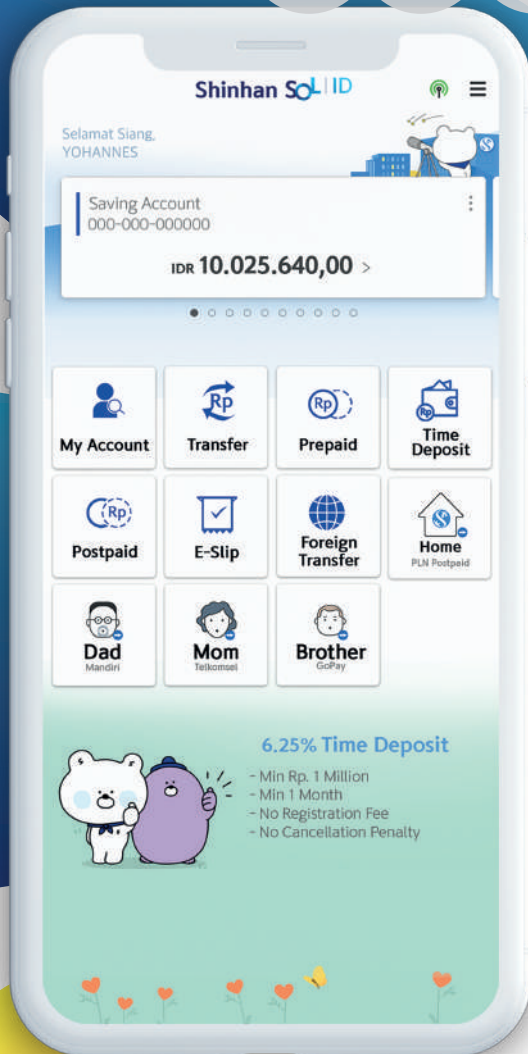 Shinhan SOL ID
Selamat Siang,
YOHANNES
Saving Account
000-000-000000
IDR 10.025.640,00 >
My Account
Transfer
Prepaid
Time
Deposit
Postpaid
E-Slip
Foreign
Transfer
Home
PLN Postpaid
Dad
Mandiri
Mom
Telkomsel
Brother
GoPay
6.25% Time Deposit
- Min Rp. 1 Million
- Min 1 Month
- No Registration Fee
- No Cancellation Penalty
Rp
Rp
Rp
Rp